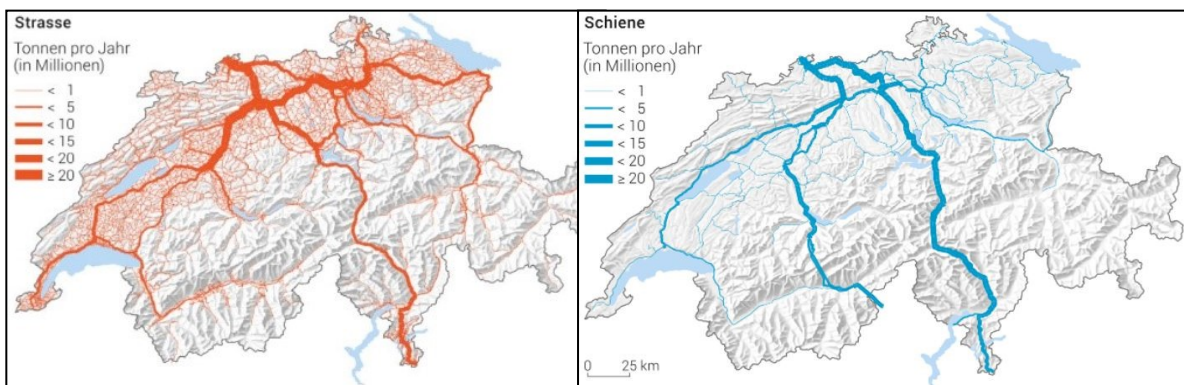 Strasse
Tonnen pro Jahr
(in Millionen)
< 1
< 5
< 10
< 15
< 20
≥ 20
Schiene
Tonnen pro Jahr
(in Millionen)
< 1
< 5
< 10
< 15
< 20
≥ 20
0 25 km